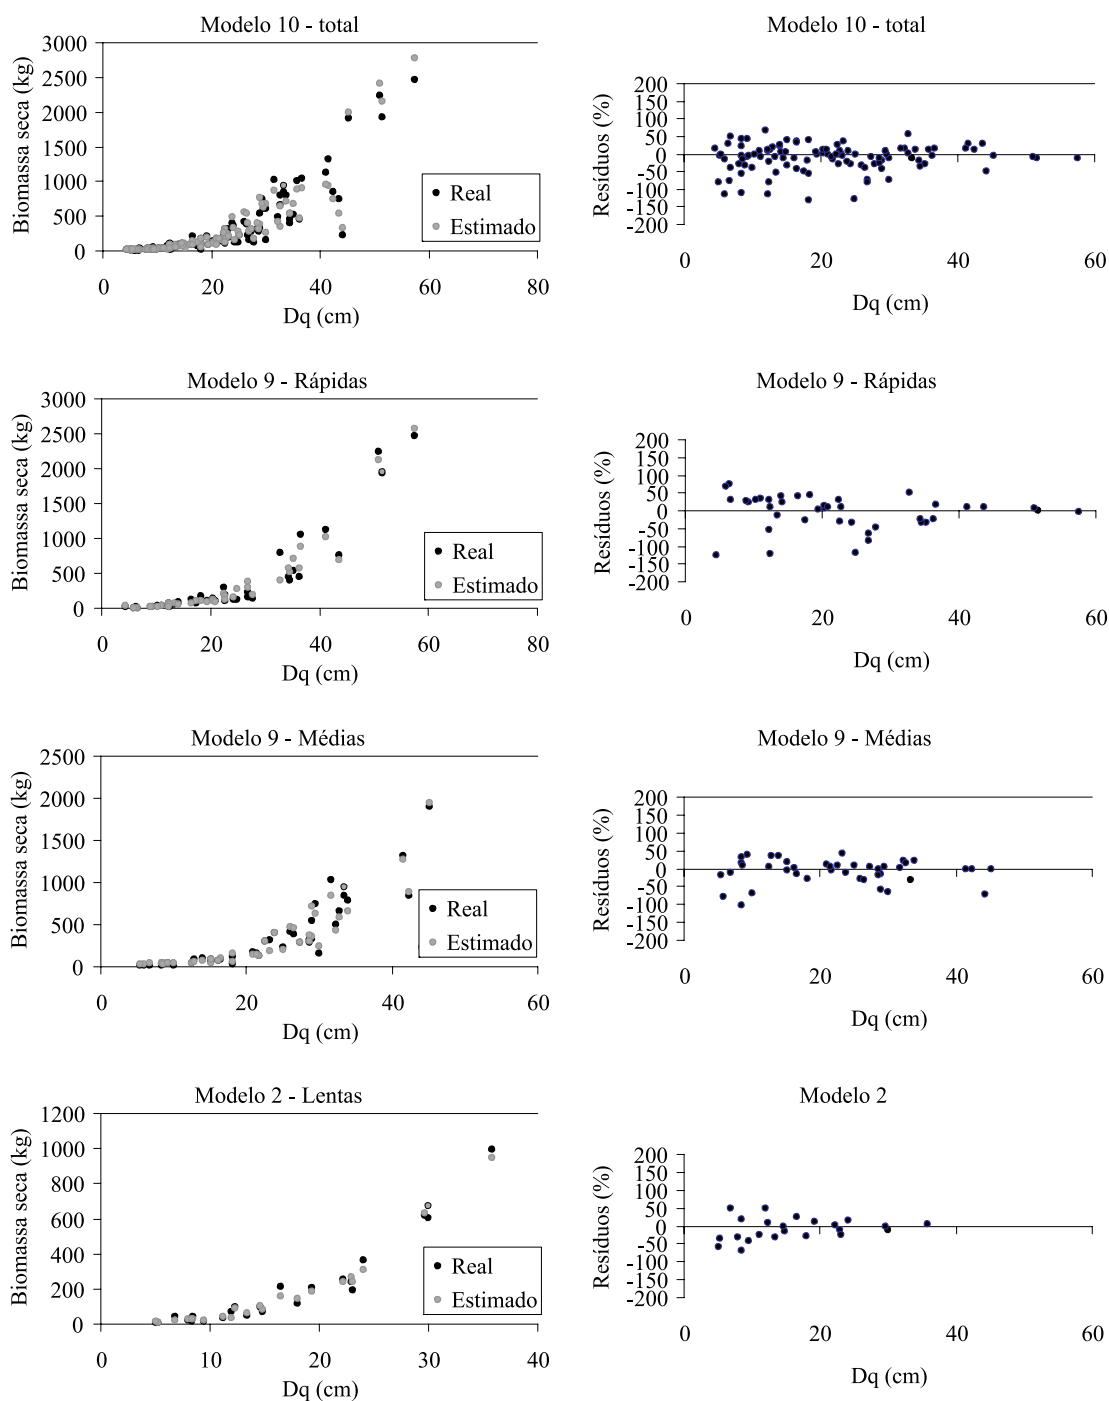 Modelo 10 - total
Biomassa seca (kg)
3000
2500
2000
1500
1000
500
0
Real
Estimado
0 20 40 60 80
Dq (cm)
Modelo 10 - total
Resíduos (%)
200
150
100
50
0
-50
-100
-150
-200
0 20 40 60
Dq (cm)
Modelo 9 - Rápidas
Biomassa seca (kg)
3000
2500
2000
1500
1000
500
0
Real
Estimado
0 20 40 60 80
Dq (cm)
Modelo 9 - Rápidas
Resíduos (%)
200
150
100
50
0
-50
-100
-150
-200
0 20 40 60
Dq (cm)
Modelo 9 - Médias
Biomassa seca (kg)
2500
2000
1500
1000
500
0
Real
Estimado
0 20 40 60
Dq (cm)
Modelo 9 - Médias
Resíduos (%)
200
150
100
50
0
-50
-100
-150
-200
0 20 40 60
Dq (cm)
Modelo 2 - Lentas
Biomassa seca (kg)
1200
1000
800
600
400
200
0
Real
Estimado
0 10 20 30 40
Dq (cm)
Modelo 2
Resíduos (%)
200
150
100
50
0
-50
-100
-150
-200
0 20 40 60
Dq (cm)